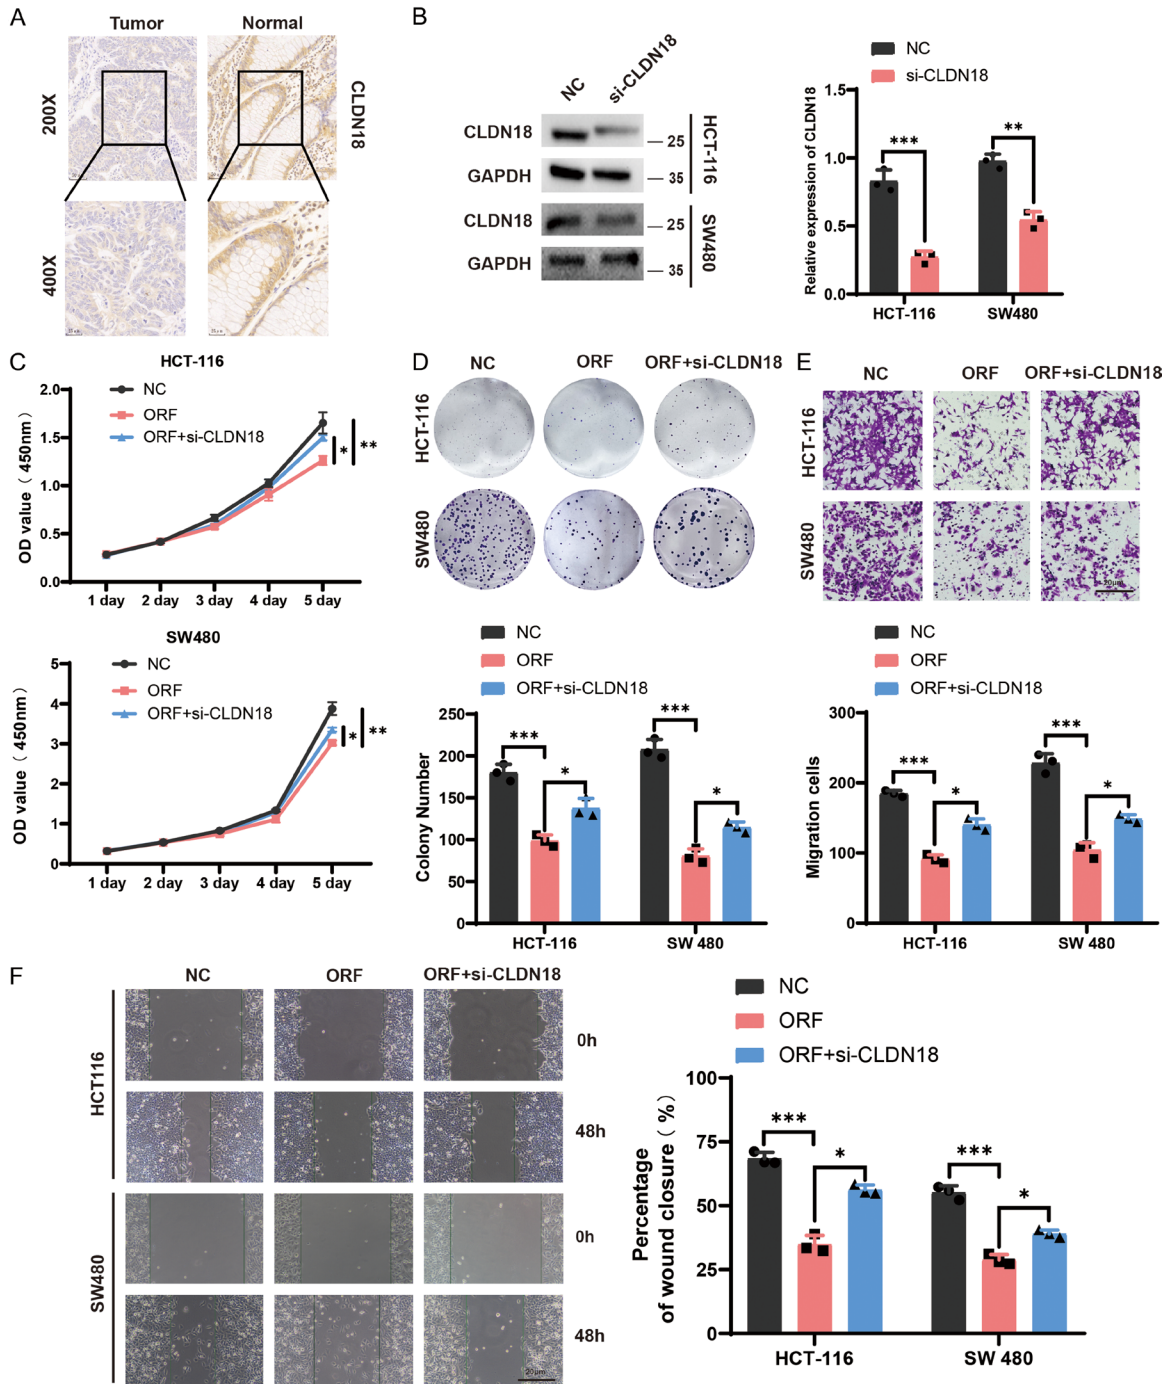 A
Tumor Normal
200X
400X
CLDN18
B
NC si-CLDN18
CLDN18
25
GAPDH
35
HCT-116
CLDN18
25
GAPDH
35
SW480
NC
si-CLDN18
Relative expression of CLDN18
1.5
1.0
0.5
0.0
*** **
HCT-116 SW480
C
HCT-116
NC
ORF
ORF+si-CLDN18
OD value（450nm）
2.0
1.5
1.0
0.5
0.0
* **
1 day 2 day 3 day 4 day 5 day
SW480
NC
ORF
ORF+si-CLDN18
OD value（450nm）
5
4
3
2
1
0
* **
1 day 2 day 3 day 4 day 5 day
D
NC ORF ORF+si-CLDN18
HCT-116
SW480
NC
ORF
ORF+si-CLDN18
Colony Number
250
200
150
100
50
0
*** * *** *
HCT-116 SW 480
E
NC ORF ORF+si-CLDN18
HCT-116
SW480
20μm
NC
ORF
ORF+si-CLDN18
Migration cells
300
200
100
0
*** * *** *
HCT-116 SW 480
F
NC ORF ORF+si-CLDN18
HCT116
0h
48h
SW480
0h
48h
20μm
NC
ORF
ORF+si-CLDN18
Percentage
of wound closure（%）
100
75
50
25
0
*** * *** *
HCT-116 SW 480